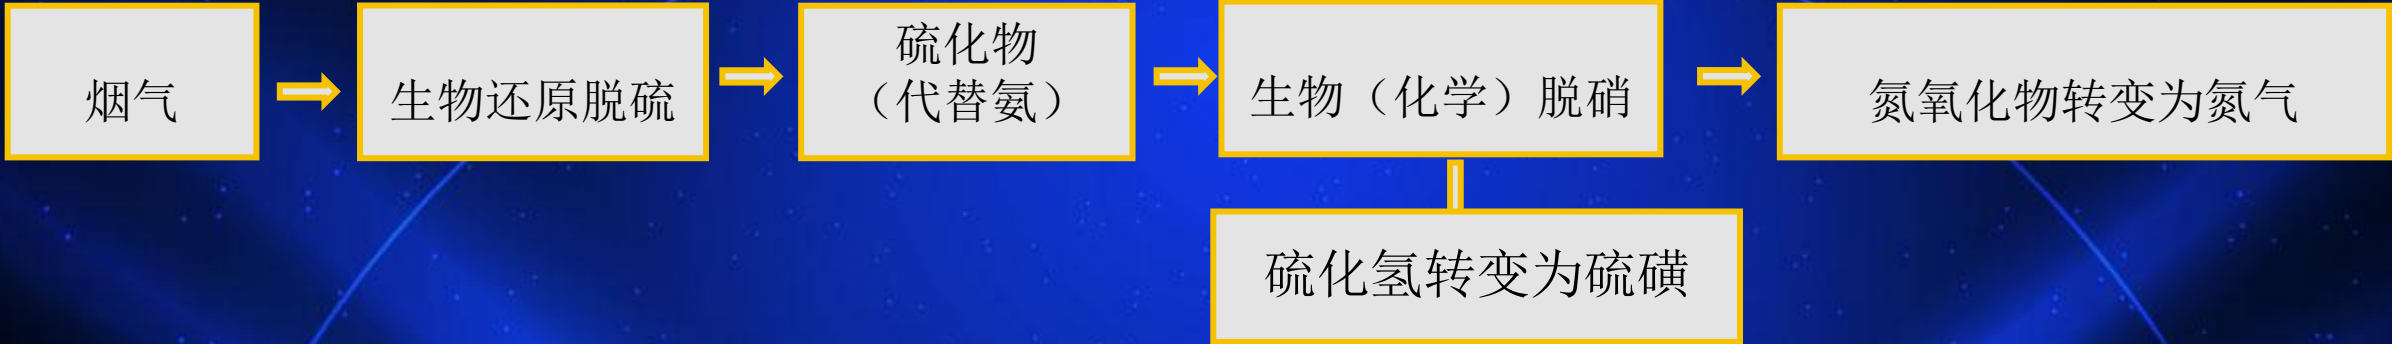 烟气
生物还原脱硫
硫化物
（代替氨）
生物（化学）脱硝
氮氧化物转变为氮气
硫化氢转变为硫磺